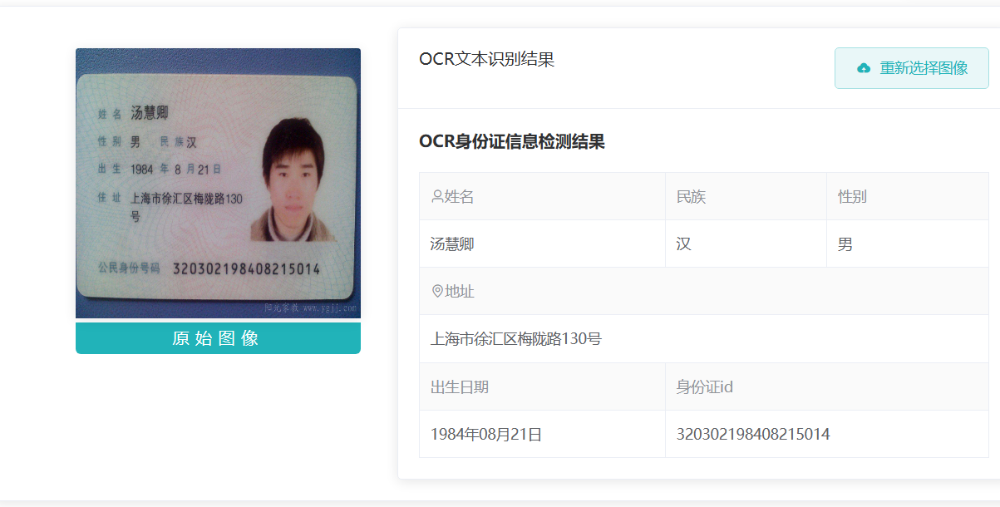 姓名 汤慧卿
性别 男 民族 汉
出生 1984 年 8 月 21 日
住址 上海市徐汇区梅陇路130
号
公民身份号码 320302198408215014
阳光家教 www.ygjj.com
原始图像
OCR文本识别结果
重新选择图像
OCR身份证信息检测结果
姓名 民族 性别
汤慧卿 汉 男
地址
上海市徐汇区梅陇路130号
出生日期 身份证id
1984年08月21日 320302198408215014